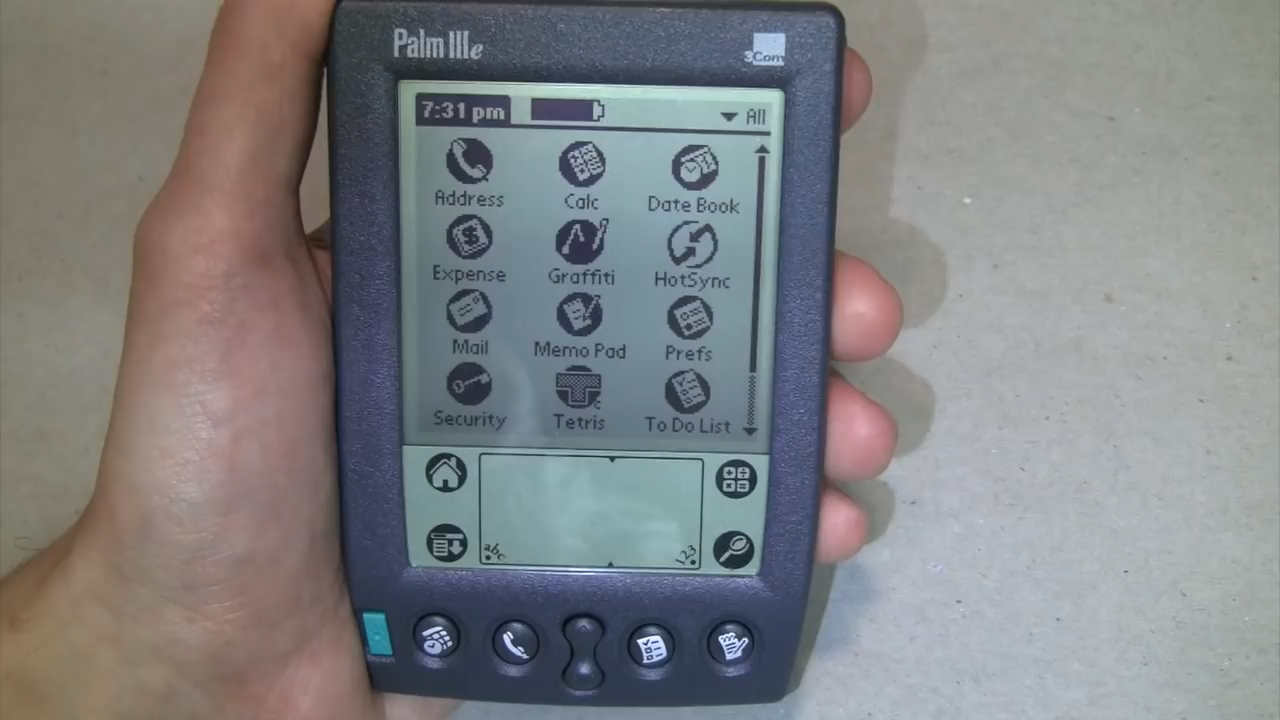 Palm IIIe
3Com
7:31 pm
All
Address
Calc
Date Book
Expense
Graffiti
HotSync
Mail
Memo Pad
Prefs
Security
Tetris
To Do List
abc
123